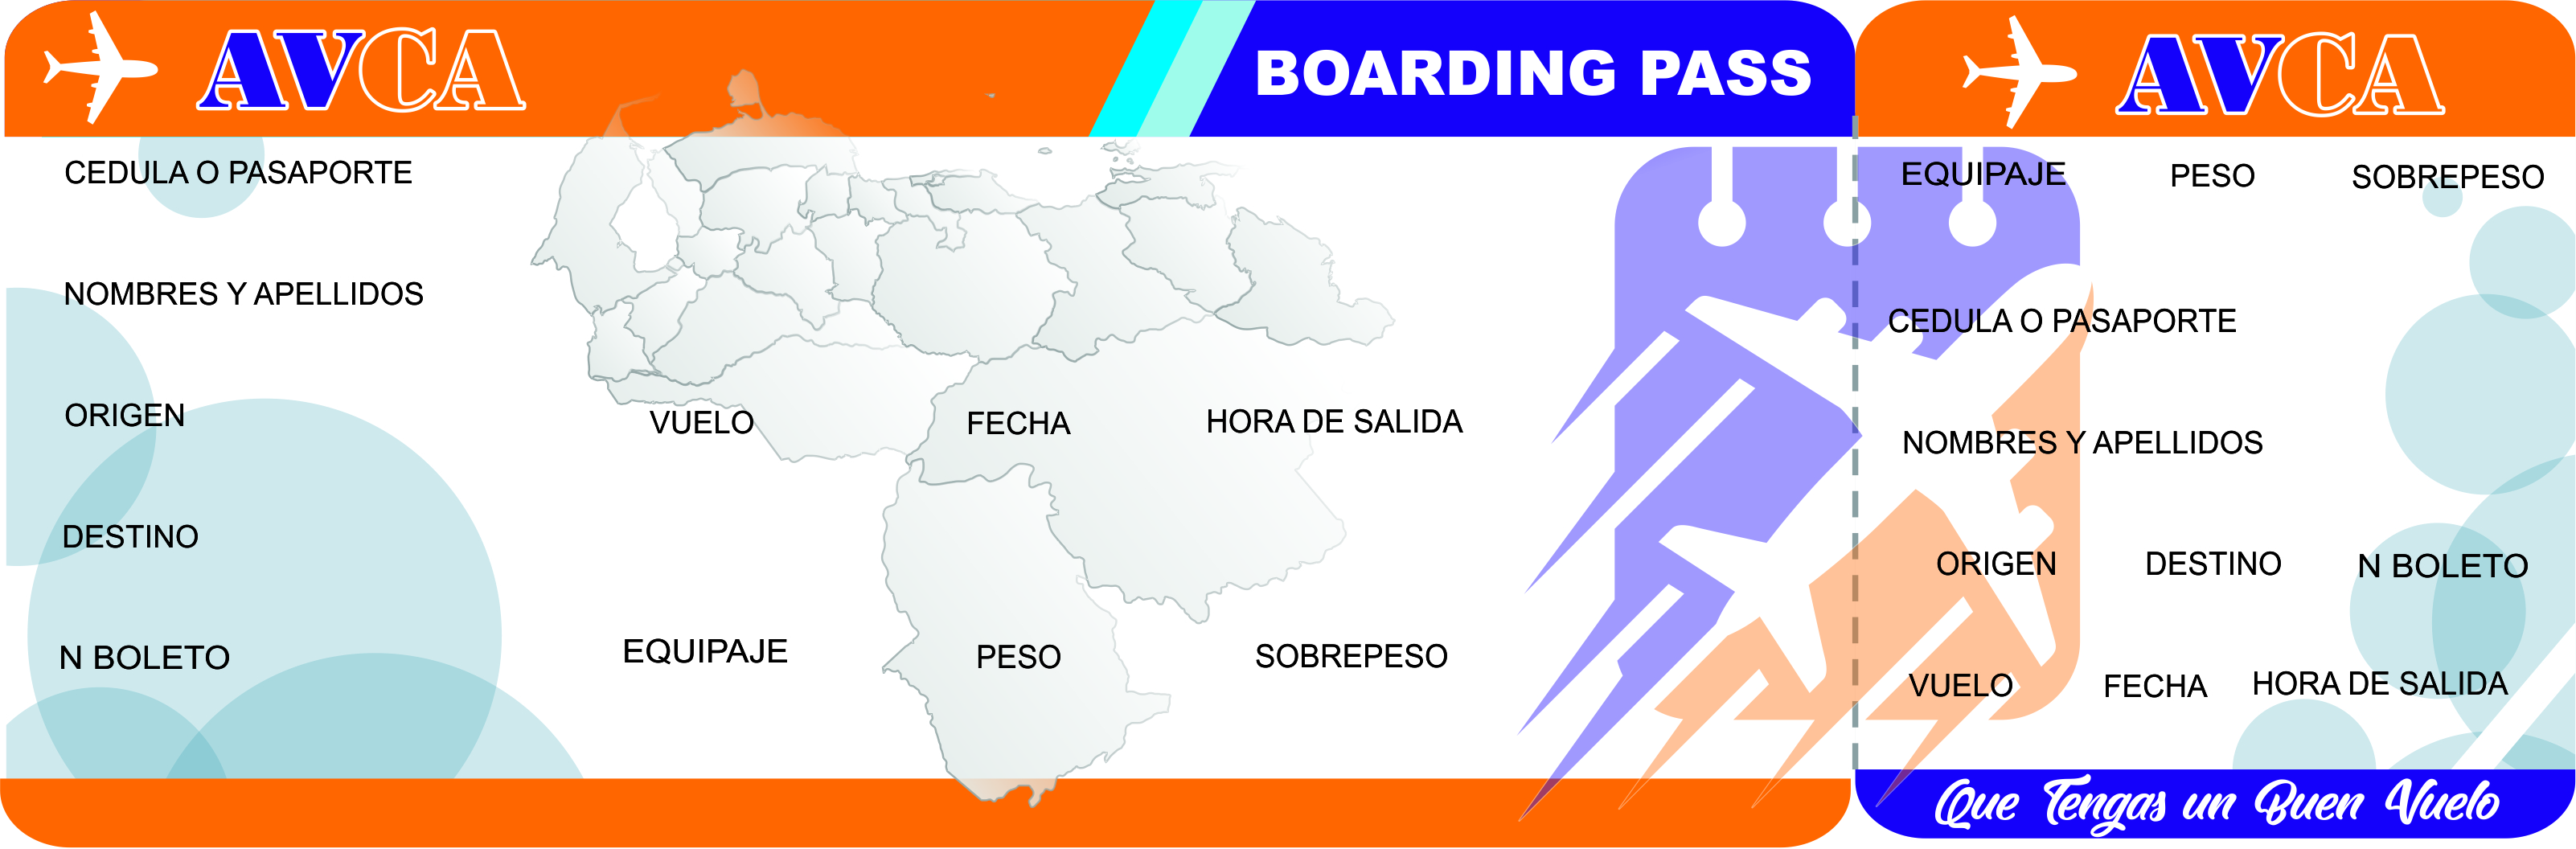 AVCA
BOARDING PASS
CEDULA O PASAPORTE
NOMBRES Y APELLIDOS
ORIGEN
DESTINO
N BOLETO
VUELO
FECHA
HORA DE SALIDA
EQUIPAJE
PESO
SOBREPESO
AVCA
EQUIPAJE
PESO
SOBREPESO
CEDULA O PASAPORTE
NOMBRES Y APELLIDOS
ORIGEN
DESTINO
N BOLETO
VUELO
FECHA
HORA DE SALIDA
Que Tengas un Buen Vuelo